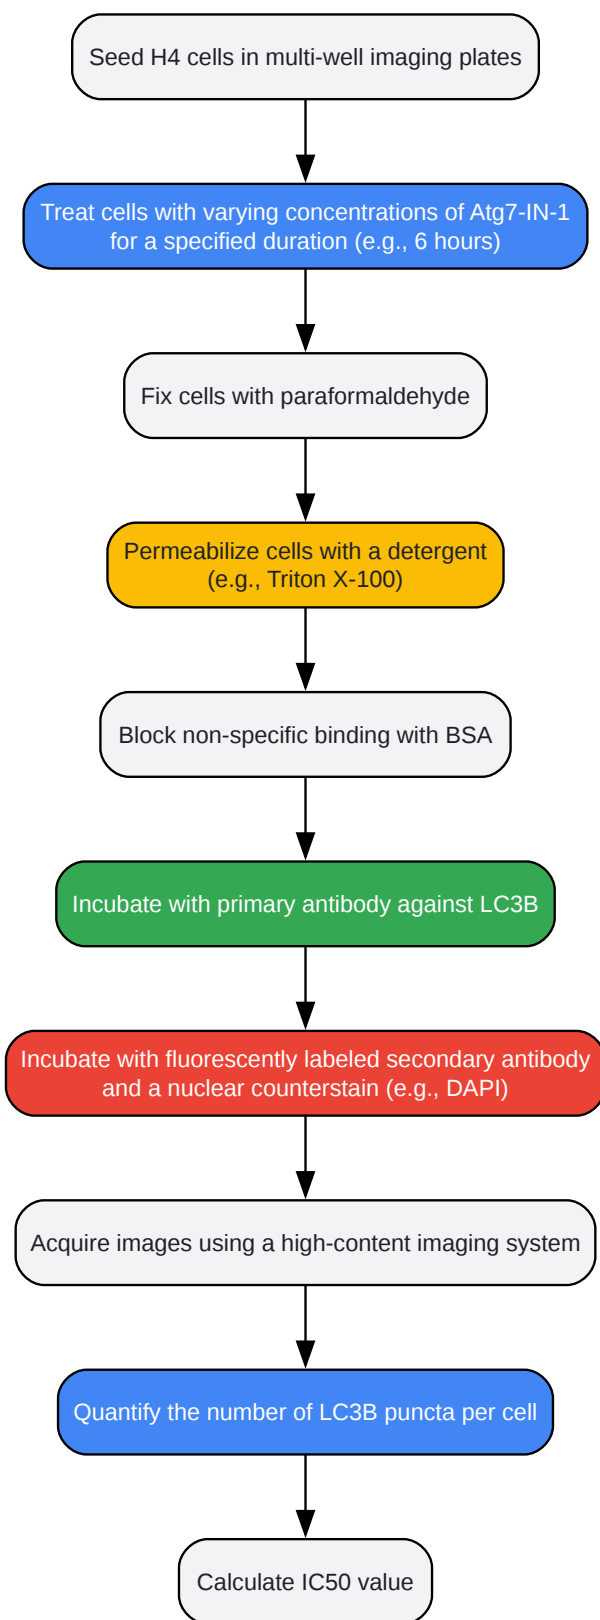 Seed H4 cells in multi-well imaging plates
Treat cells with varying concentrations of Atg7-IN-1
for a specified duration (e.g., 6 hours)
Fix cells with paraformaldehyde
Permeabilize cells with a detergent
(e.g., Triton X-100)
Block non-specific binding with BSA
Incubate with primary antibody against LC3B
Incubate with fluorescently labeled secondary antibody
and a nuclear counterstain (e.g., DAPI)
Acquire images using a high-content imaging system
Quantify the number of LC3B puncta per cell
Calculate IC50 value